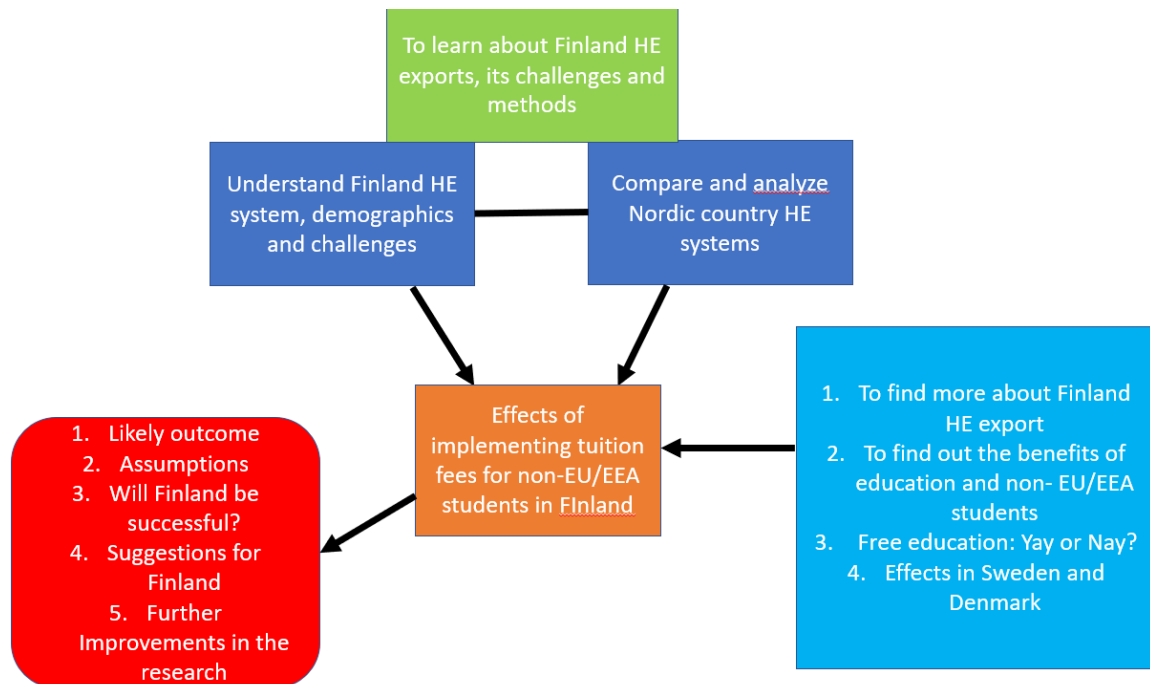 To learn about Finland HE
exports, its challenges and
methods
Understand Finland HE
system, demographics
and challenges
Compare and analyze
Nordic country HE
systems
Effects of
implementing tuition
fees for non-EU/EEA
students in FInland
1. To find more about Finland
HE export
2. To find out the benefits of
education and non- EU/EEA
students
3. Free education: Yay or Nay?
4. Effects in Sweden and
Denmark
1. Likely outcome
2. Assumptions
3. Will Finland be
successful?
4. Suggestions for
Finland
5. Further
Improvements in the
research